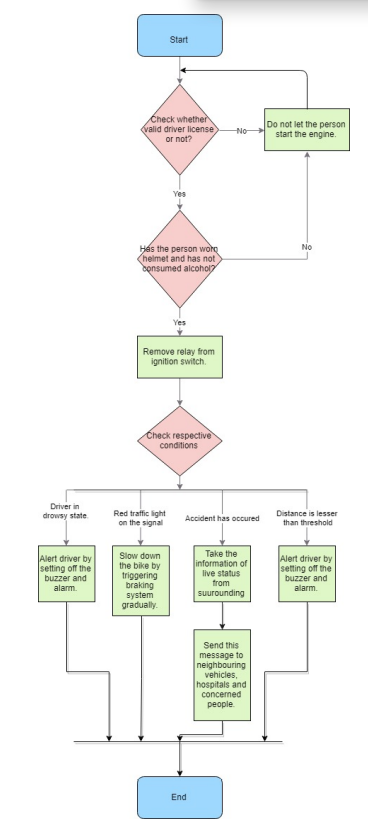 Start
Check whether
valid driver license
or not?
No
Do not let the person
start the engine.
Yes
Has the person worn
helmet and has not
consumed alcohol?
No
Yes
Remove relay from
ignition switch.
Check respective
conditions
Driver in
drowsy state.
Red traffic light
on the signal
Accident has occured
Distance is lesser
than threshold
Alert driver by
setting off the
buzzer and
alarm.
Slow down
the bike by
triggering
braking
system
gradually.
Take the
information of
live status
from
suurounding
Alert driver by
setting off the
buzzer and
alarm.
Send this
message to
neighbouring
vehicles,
hospitals and
concerned
people.
End